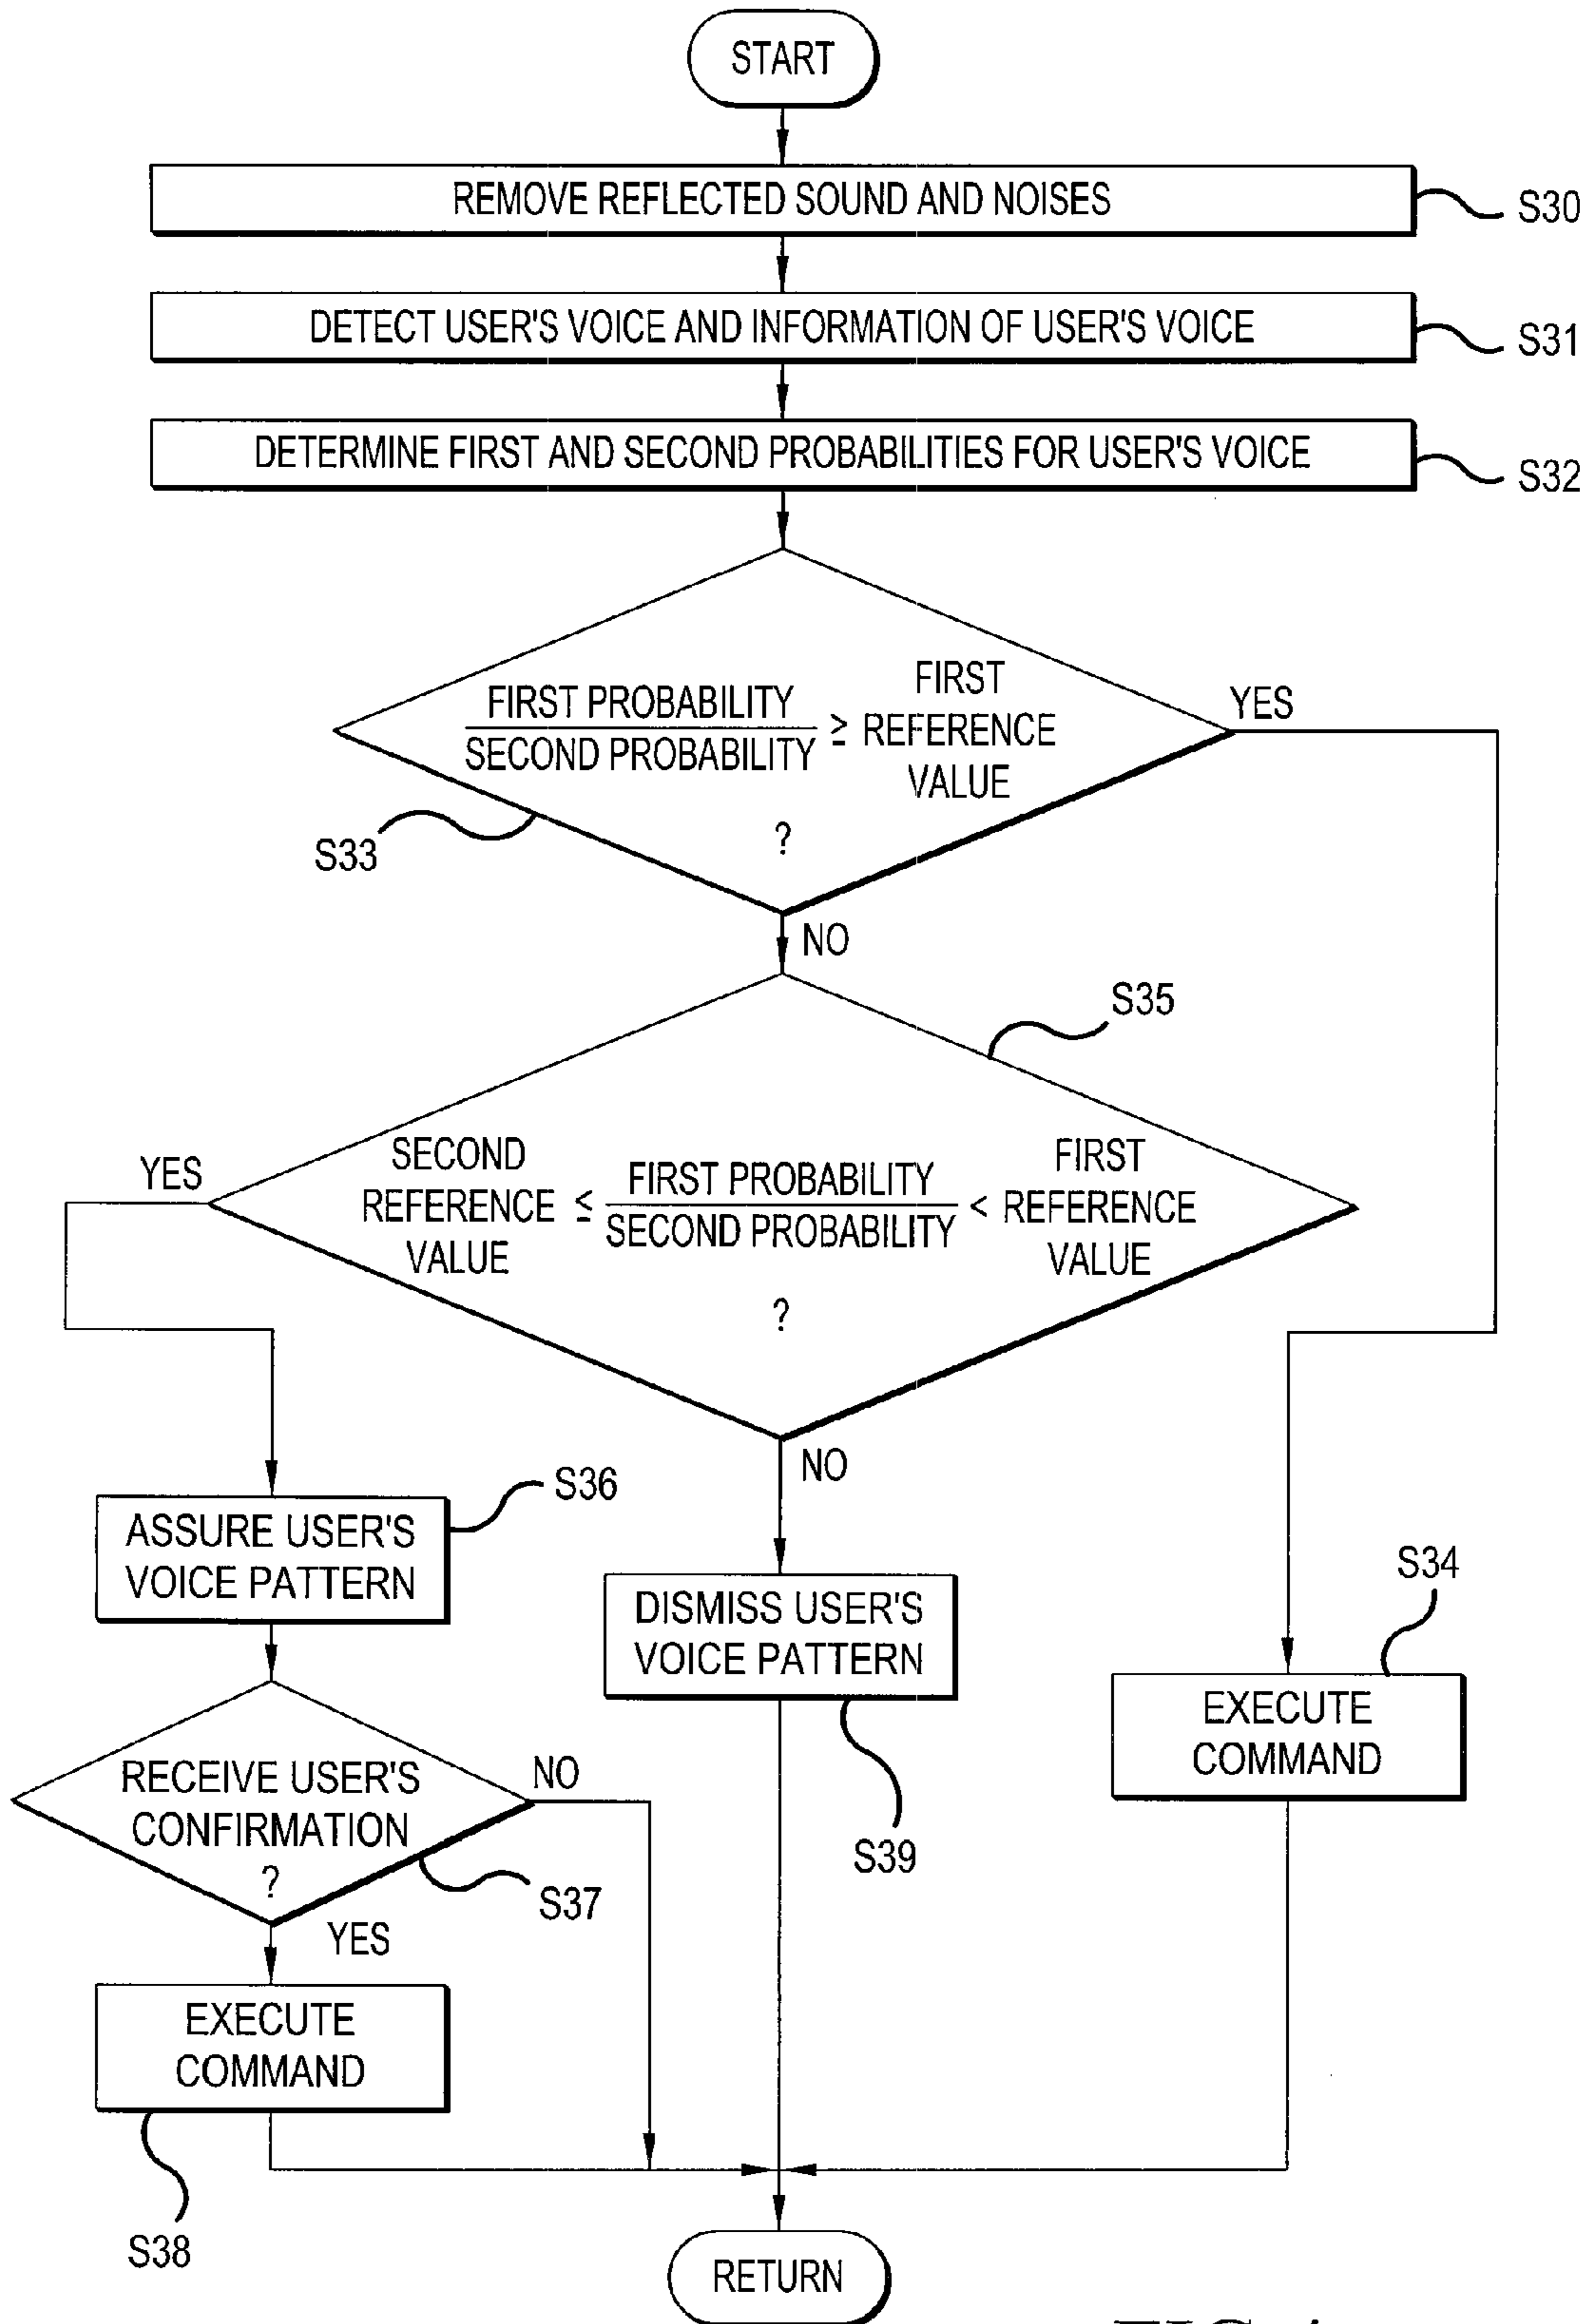 START
REMOVE REFLECTED SOUND AND NOISES
S30
DETECT USER'S VOICE AND INFORMATION OF USER'S VOICE
S31
DETERMINE FIRST AND SECOND PROBABILITIES FOR USER'S VOICE
S32
FIRST PROBABILITY
SECOND PROBABILITY
≥
FIRST
REFERENCE
VALUE
?
YES
S33
NO
S35
YES
SECOND
REFERENCE
VALUE
≤
FIRST PROBABILITY
SECOND PROBABILITY
<
FIRST
REFERENCE
VALUE
?
NO
S36
ASSURE USER'S
VOICE PATTERN
DISMISS USER'S
VOICE PATTERN
S39
S34
EXECUTE
COMMAND
RECEIVE USER'S
CONFIRMATION
?
NO
S37
YES
EXECUTE
COMMAND
S38
RETURN